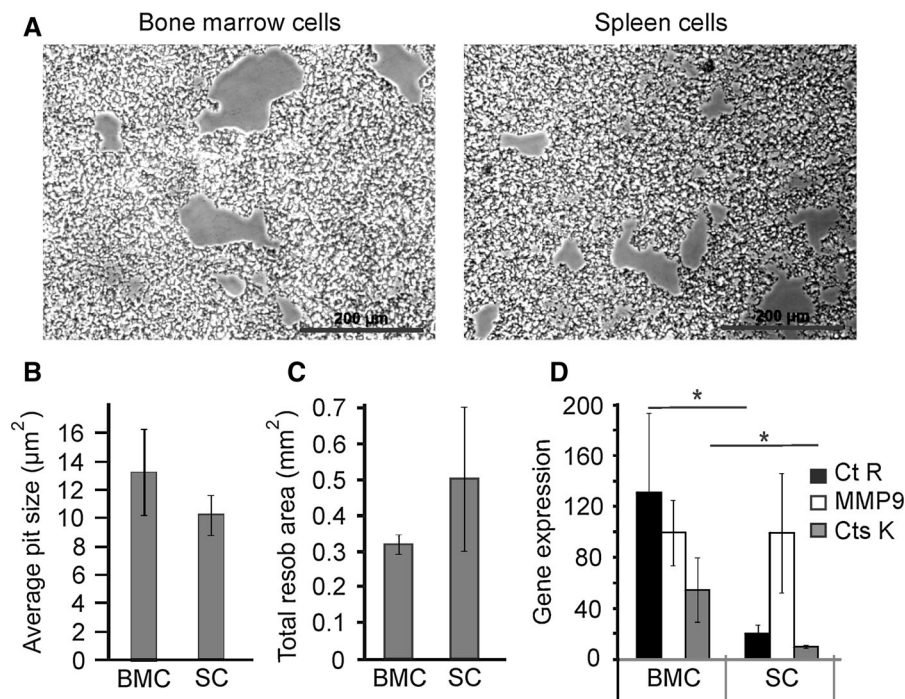 A
Bone marrow cells
Spleen cells
200 µm
200 µm
B
Average pit size (µm²)
16
14
12
10
8
6
4
2
0
BMC SC
C
Total resob area (mm²)
0.7
0.6
0.5
0.4
0.3
0.2
0.1
0
BMC SC
D
Gene expression
200
160
120
80
40
0
*
*
Ct R
MMP9
Cts K
BMC SC